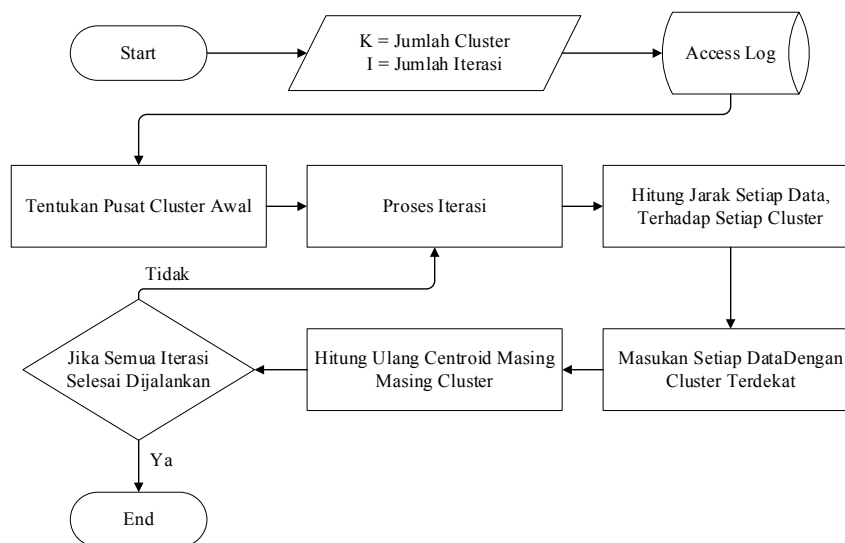 Start
K = Jumlah Cluster
I = Jumlah Iterasi
Access Log
Tentukan Pusat Cluster Awal
Proses Iterasi
Hitung Jarak Setiap Data,
Terhadap Setiap Cluster
Tidak
Jika Semua Iterasi
Selesai Dijalankan
Hitung Ulang Centroid Masing
Masing Cluster
Masukan Setiap DataDengan
Cluster Terdekat
Ya
End